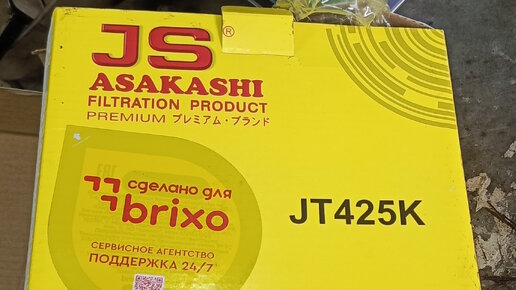 JS®
ASAKASHI
FILTRATION PRODUCT
PREMIUM プレミアム・ブランド
сделано для
brixo
JT425K
СЕРВИСНОЕ АГЕНТСТВО
ПОДДЕРЖКА 24/7